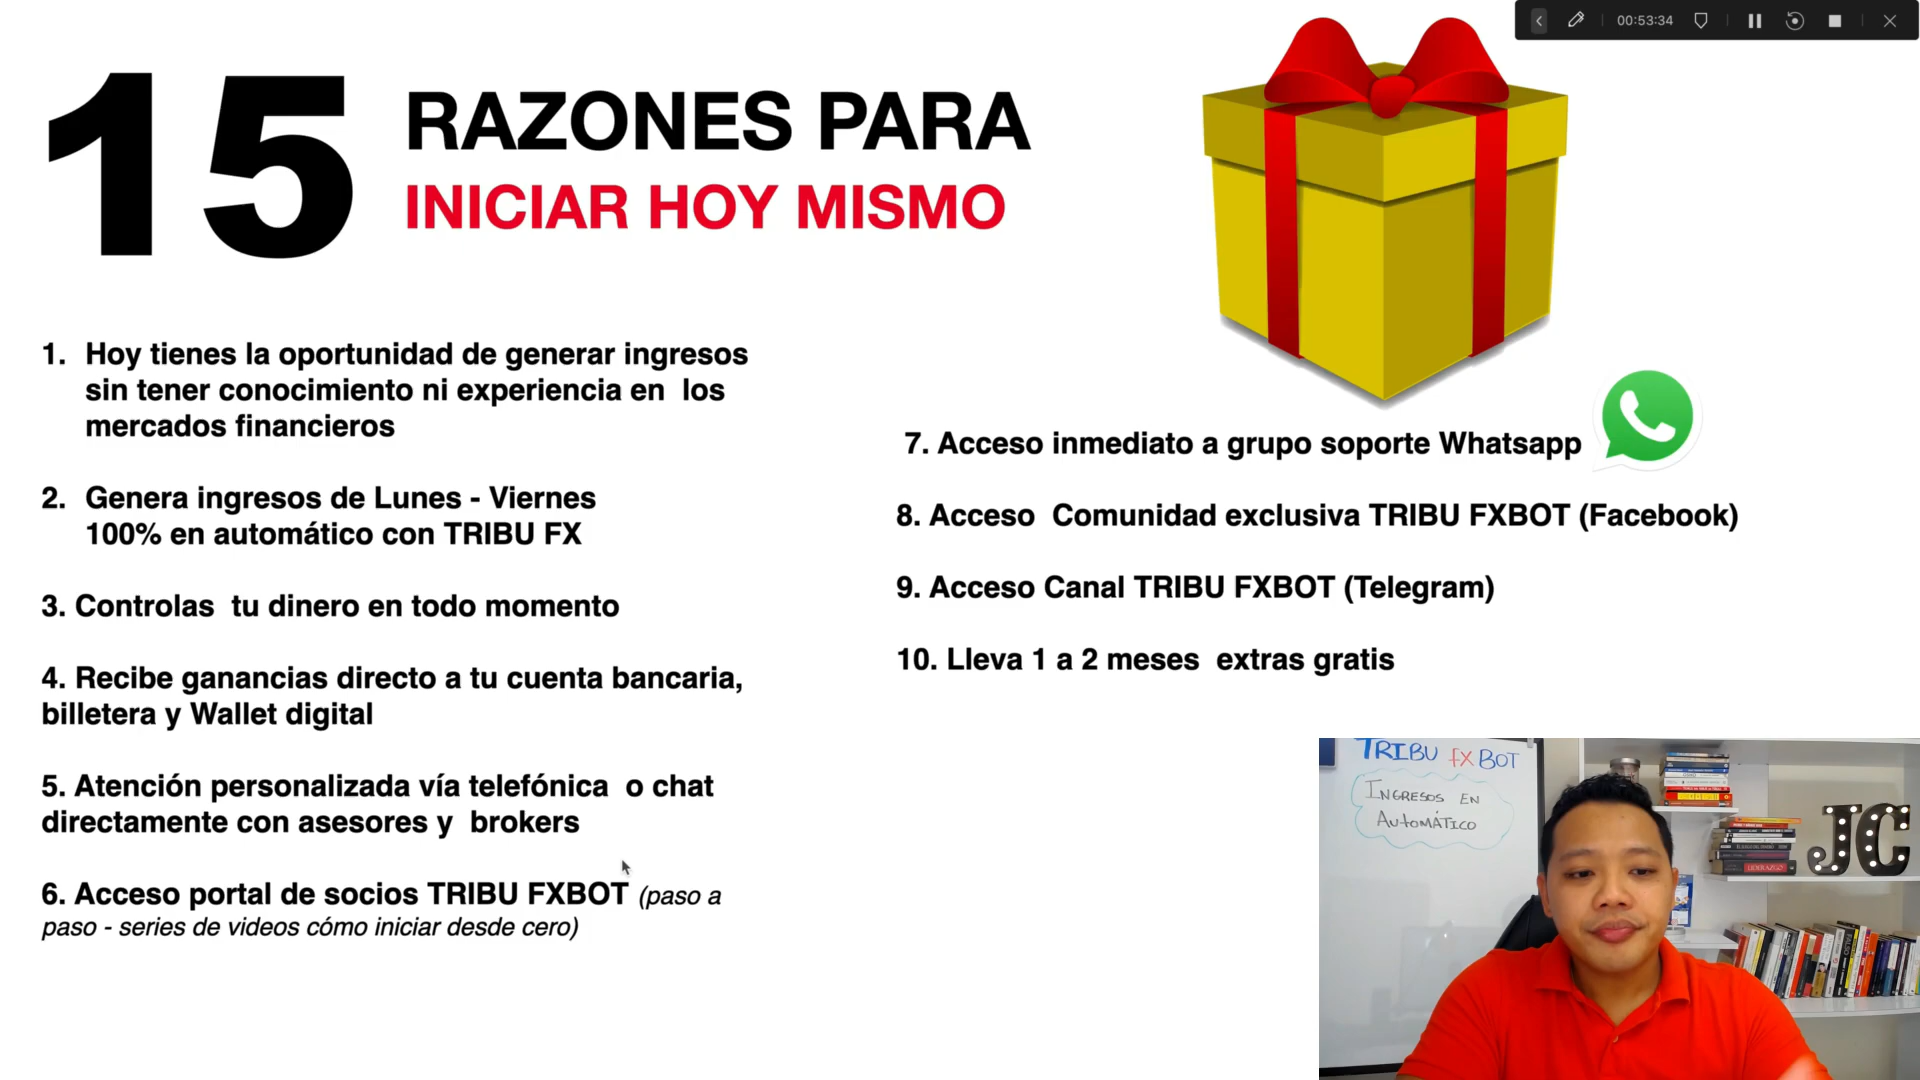 00:53:34
15
RAZONES PARA
INICIAR HOY MISMO
1. Hoy tienes la oportunidad de generar ingresos
sin tener conocimiento ni experiencia en los
mercados financieros
2. Genera ingresos de Lunes - Viernes
100% en automático con TRIBU FX
3. Controlas tu dinero en todo momento
4. Recibe ganancias directo a tu cuenta bancaria,
billetera y Wallet digital
5. Atención personalizada vía telefónica o chat
directamente con asesores y brokers
6. Acceso portal de socios TRIBU FXBOT (paso a
paso - series de videos cómo iniciar desde cero)
7. Acceso inmediato a grupo soporte Whatsapp
8. Acceso Comunidad exclusiva TRIBU FXBOT (Facebook)
9. Acceso Canal TRIBU FXBOT (Telegram)
10. Lleva 1 a 2 meses extras gratis
TRIBU FX BOT
INGRESOS EN
AUTOMÁTICO
JC